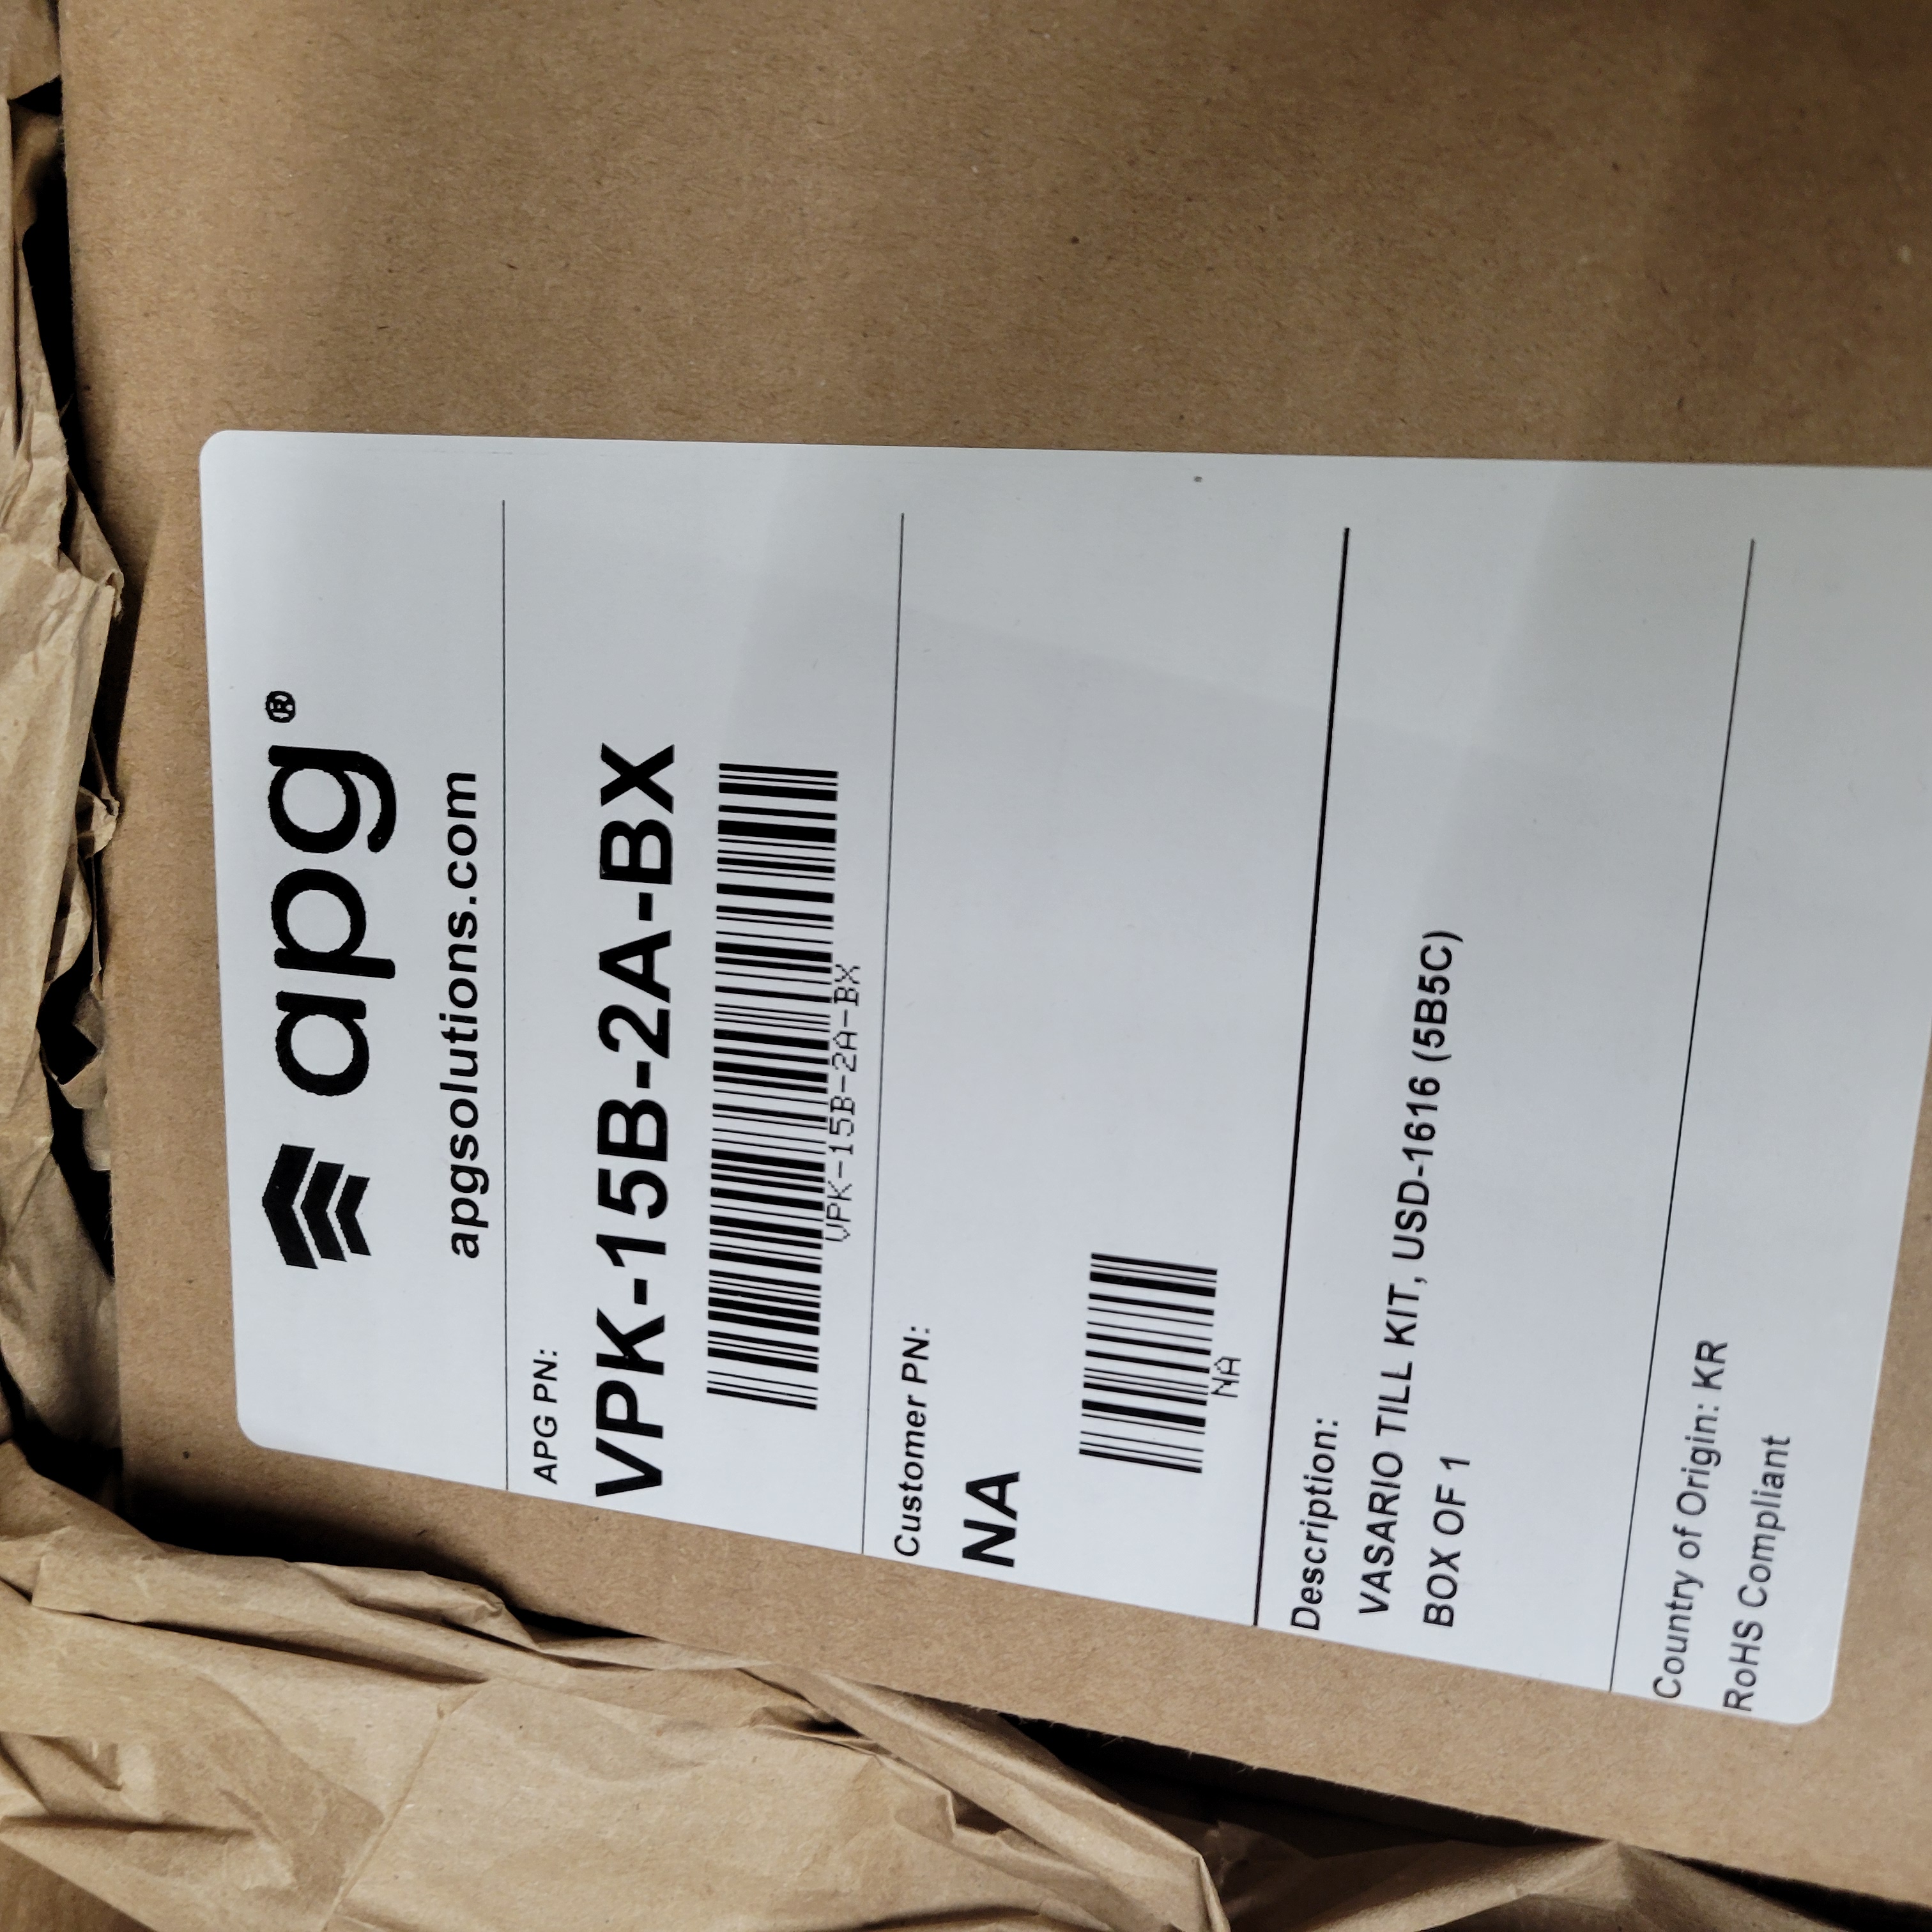 apg®
apgsolutions.com
APG PN:
VPK-15B-2A-BX
VPK-15B-2A-BX
Customer PN:
NA
NA
Description:
VASARIO TILL KIT, USD-1616 (5B5C)
BOX OF 1
Country of Origin: KR
RoHS Compliant